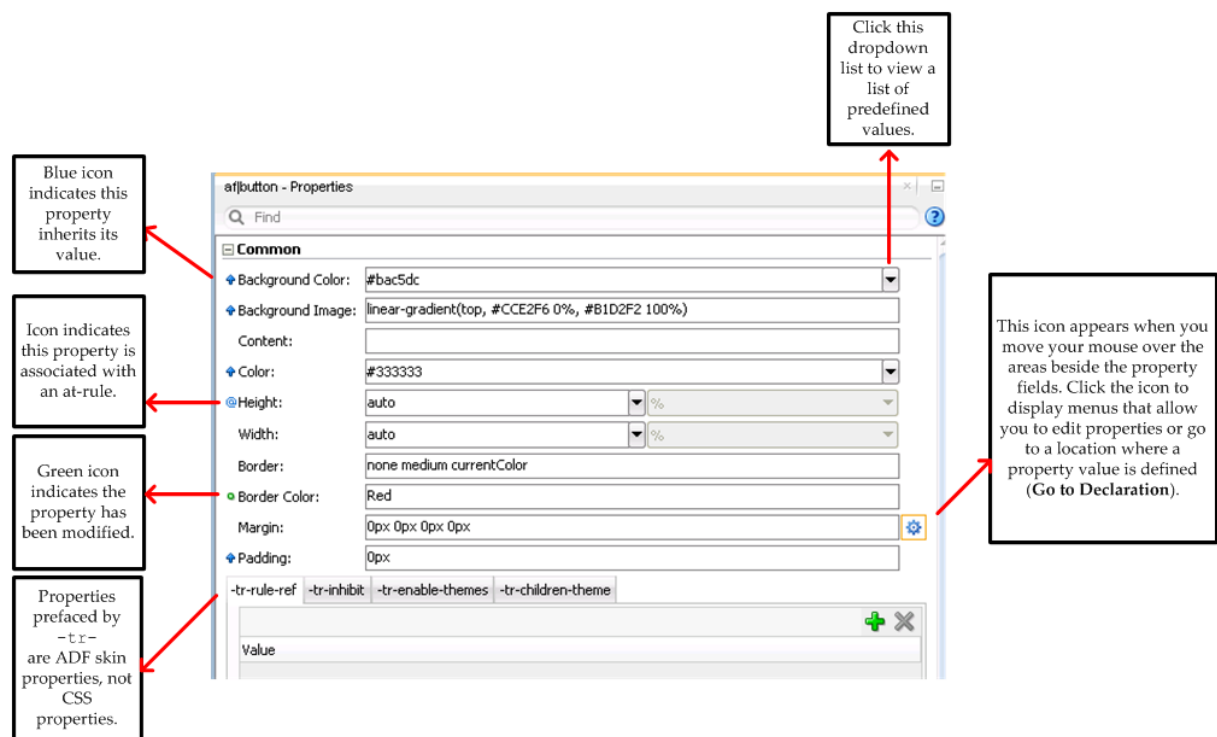 Click this
dropdown
list to view a
list of
predefined
values.
Blue icon
indicates this
property
inherits its
value.
Icon indicates
this property is
associated with
an at-rule.
Green icon
indicates the
property has
been modified.
Properties
prefaced by
-tr-
are ADF skin
properties, not
CSS
properties.
af|button - Properties
Find
Common
Background Color: #bac5dc
Background Image: linear-gradient(top, #CCE2F6 0%, #B1D2F2 100%)
Content:
Color: #333333
@Height: auto %
Width: auto %
Border: none medium currentColor
Border Color: Red
Margin: 0px 0px 0px 0px
Padding: 0px
-tr-rule-ref -tr-inhibit -tr-enable-themes -tr-children-theme
Value
This icon appears when you
move your mouse over the
areas beside the property
fields. Click the icon to
display menus that allow
you to edit properties or go
to a location where a
property value is defined
(Go to Declaration).